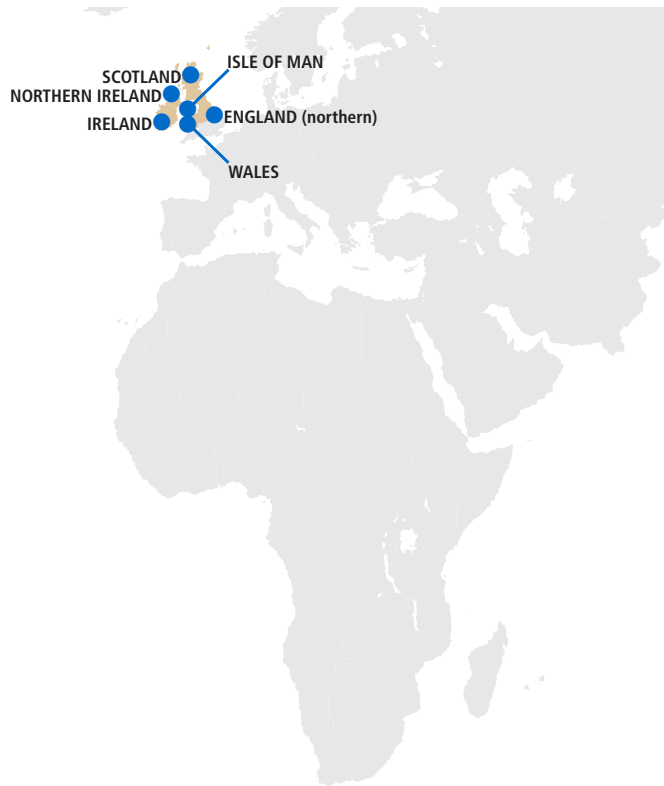 ISLE OF MAN
SCOTLAND
NORTHERN IRELAND
ENGLAND (northern)
IRELAND
WALES